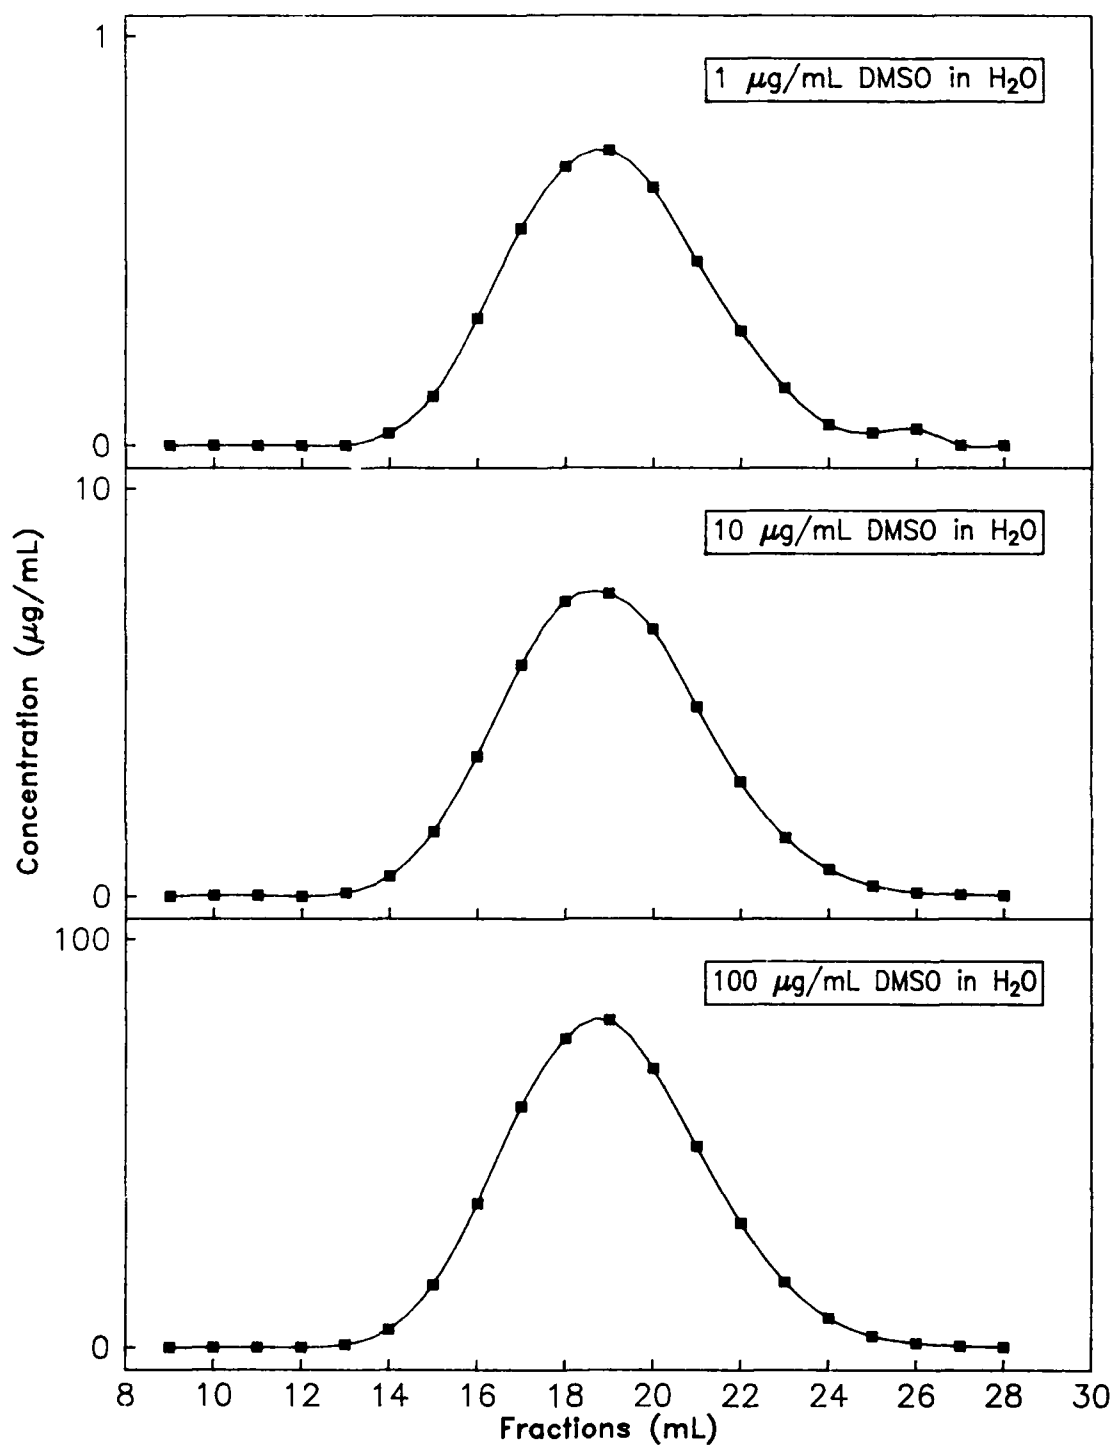 1
1 μg/mL DMSO in H₂O
0
10
10 μg/mL DMSO in H₂O
Concentration (μg/mL)
0
100
100 μg/mL DMSO in H₂O
0
8 10 12 14 16 18 20 22 24 26 28 30
Fractions (mL)